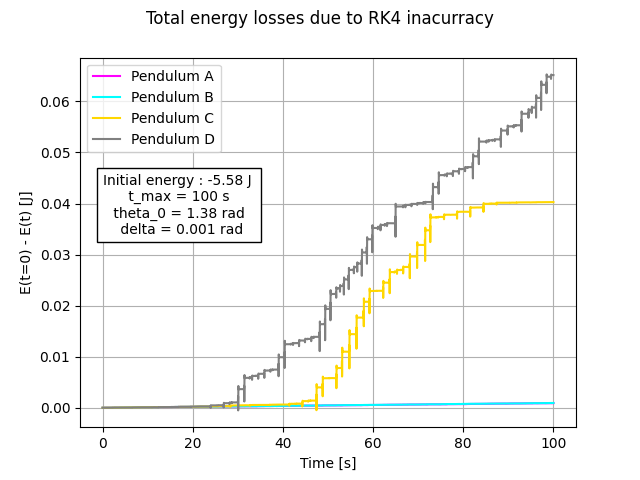 Total energy losses due to RK4 inacurracy
Pendulum A
Pendulum B
Pendulum C
Pendulum D
Initial energy : -5.58 J
t_max = 100 s
theta_0 = 1.38 rad
delta = 0.001 rad
E(t=0) - E(t) [J]
0.06
0.05
0.04
0.03
0.02
0.01
0.00
0
20
40
60
80
100
Time [s]